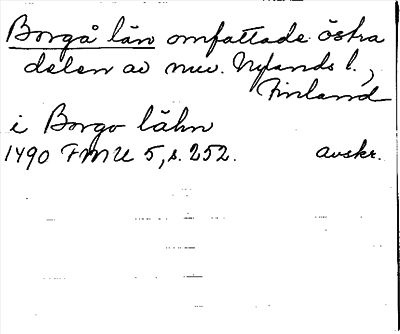 Borgå län omfattade östra
delen av nuv. Nylands l.,
Finland
i Borgo lähn
1490 FMU 5, s. 252. avskr.